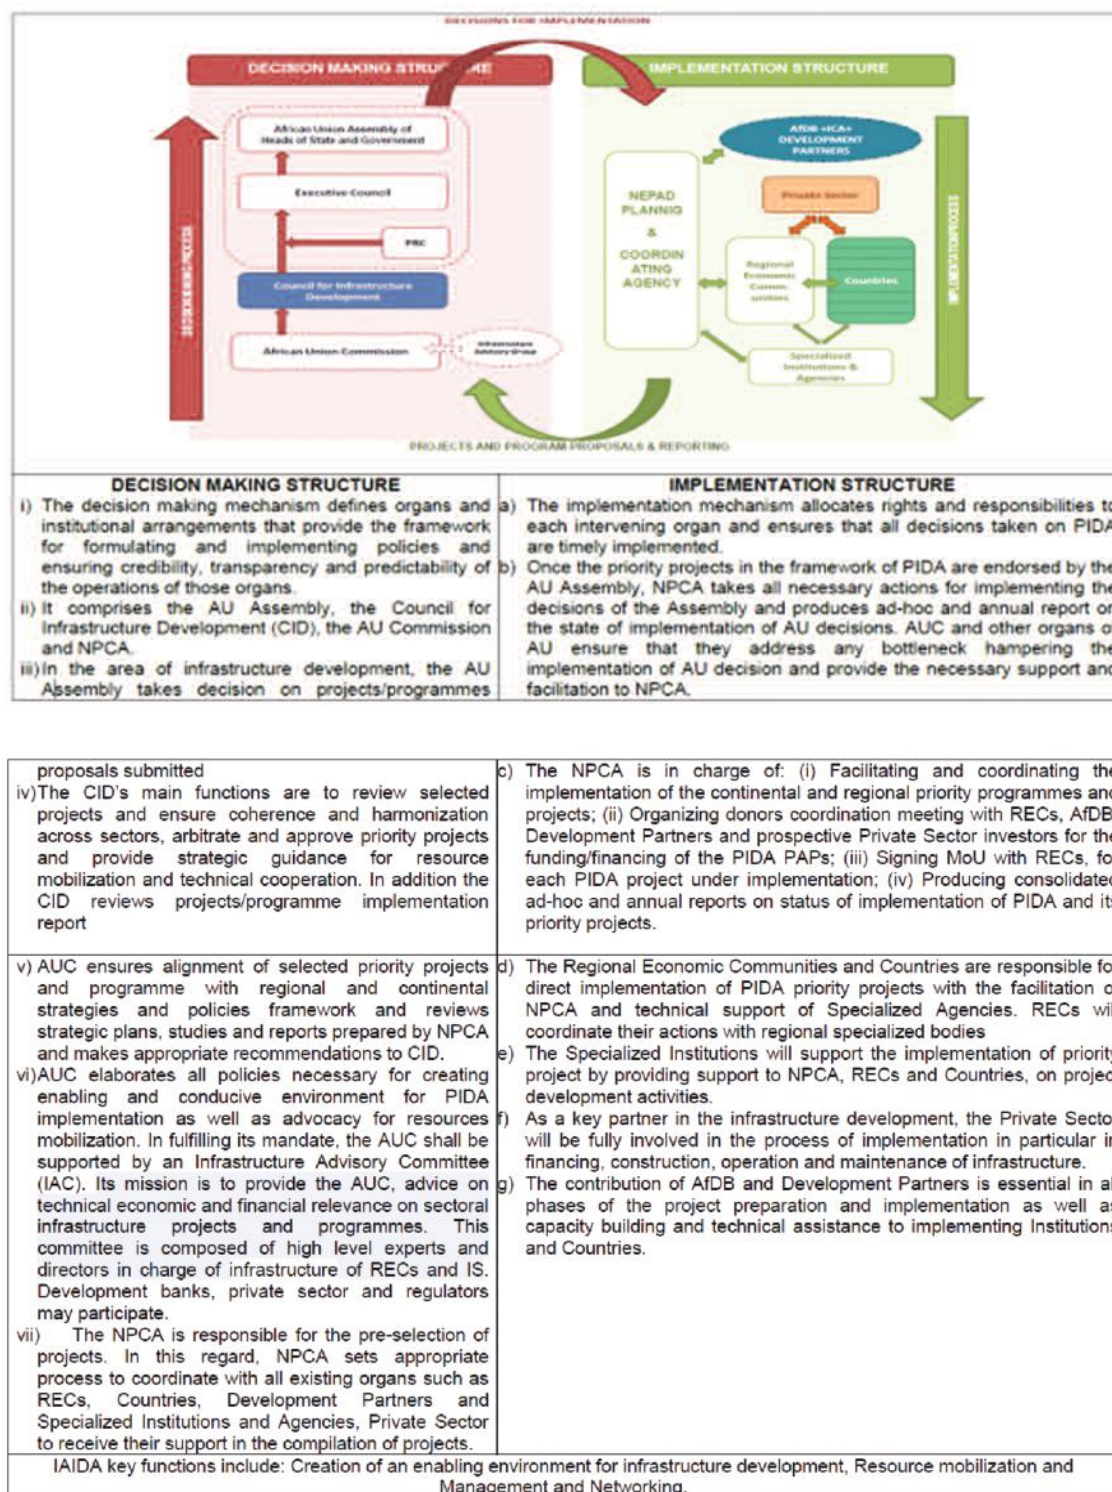 DECISIONS FOR IMPLEMENTATION
DECISION MAKING STRUCTURE
IMPLEMENTATION STRUCTURE
African Union Assembly of
Heads of State and Government
Executive Council
PRC
Council for Infrastructure
Development
African Union Commission
Infrastructure
Advisory Group
AfDB +ICA+
DEVELOPMENT
PARTNERS
Private Sector
NEPAD
PLANNIG
&
COORDIN
ATING
AGENCY
Regional
Economic
Comm-
unities
Countries
Specialized
Institutions &
Agencies
IMPLEMENTATION PROCESS
PROJECTS AND PROGRAM PROPOSALS & REPORTING
DECISION MAKING STRUCTURE
i) The decision making mechanism defines organs and
institutional arrangements that provide the framework
for formulating and implementing policies and
ensuring credibility, transparency and predictability of
the operations of those organs.
ii) It comprises the AU Assembly, the Council for
Infrastructure Development (CID), the AU Commission
and NPCA.
iii) In the area of infrastructure development, the AU
Assembly takes decision on projects/programmes
IMPLEMENTATION STRUCTURE
a) The implementation mechanism allocates rights and responsibilities to
each intervening organ and ensures that all decisions taken on PIDA
are timely implemented.
b) Once the priority projects in the framework of PIDA are endorsed by the
AU Assembly, NPCA takes all necessary actions for implementing the
decisions of the Assembly and produces ad-hoc and annual report on
the state of implementation of AU decisions. AUC and other organs of
AU ensure that they address any bottleneck hampering the
implementation of AU decision and provide the necessary support and
facilitation to NPCA.
proposals submitted
iv) The CID's main functions are to review selected
projects and ensure coherence and harmonization
across sectors, arbitrate and approve priority projects
and provide strategic guidance for resource
mobilization and technical cooperation. In addition the
CID reviews projects/programme implementation
report
c) The NPCA is in charge of: (i) Facilitating and coordinating the
implementation of the continental and regional priority programmes and
projects; (ii) Organizing donors coordination meeting with RECs, AfDB,
Development Partners and prospective Private Sector investors for the
funding/financing of the PIDA PAPs; (iii) Signing MoU with RECs, fo
each PIDA project under implementation; (iv) Producing consolidated
ad-hoc and annual reports on status of implementation of PIDA and its
priority projects.
v) AUC ensures alignment of selected priority projects
and programme with regional and continental
strategies and policies framework and reviews
strategic plans, studies and reports prepared by NPCA
and makes appropriate recommendations to CID.
vi) AUC elaborates all policies necessary for creating
enabling and conducive environment for PIDA
implementation as well as advocacy for resources
mobilization. In fulfilling its mandate, the AUC shall be
supported by an Infrastructure Advisory Committee
(IAC). Its mission is to provide the AUC, advice on
technical economic and financial relevance on sectoral
infrastructure projects and programmes. This
committee is composed of high level experts and
directors in charge of infrastructure of RECs and IS.
Development banks, private sector and regulators
may participate.
vii) The NPCA is responsible for the pre-selection of
projects. In this regard, NPCA sets appropriate
process to coordinate with all existing organs such as
RECs, Countries, Development Partners and
Specialized Institutions and Agencies, Private Sector
to receive their support in the compilation of projects.
d) The Regional Economic Communities and Countries are responsible fo
direct implementation of PIDA priority projects with the facilitation o
NPCA and technical support of Specialized Agencies. RECs wil
coordinate their actions with regional specialized bodies
e) The Specialized Institutions will support the implementation of priority
project by providing support to NPCA, RECs and Countries, on projec
development activities.
f) As a key partner in the infrastructure development, the Private Secto
will be fully involved in the process of implementation in particular in
financing, construction, operation and maintenance of infrastructure.
g) The contribution of AfDB and Development Partners is essential in al
phases of the project preparation and implementation as well as
capacity building and technical assistance to implementing Institutions
and Countries.
IAIDA key functions include: Creation of an enabling environment for infrastructure development, Resource mobilization and
Management and Networking.